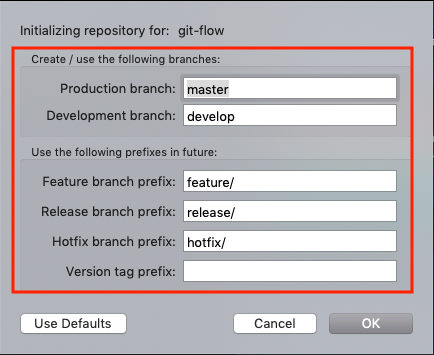 Initializing repository for: git-flow
Create / use the following branches:
Production branch: master
Development branch: develop
Use the following prefixes in future:
Feature branch prefix: feature/
Release branch prefix: release/
Hotfix branch prefix: hotfix/
Version tag prefix:
Use Defaults Cancel OK